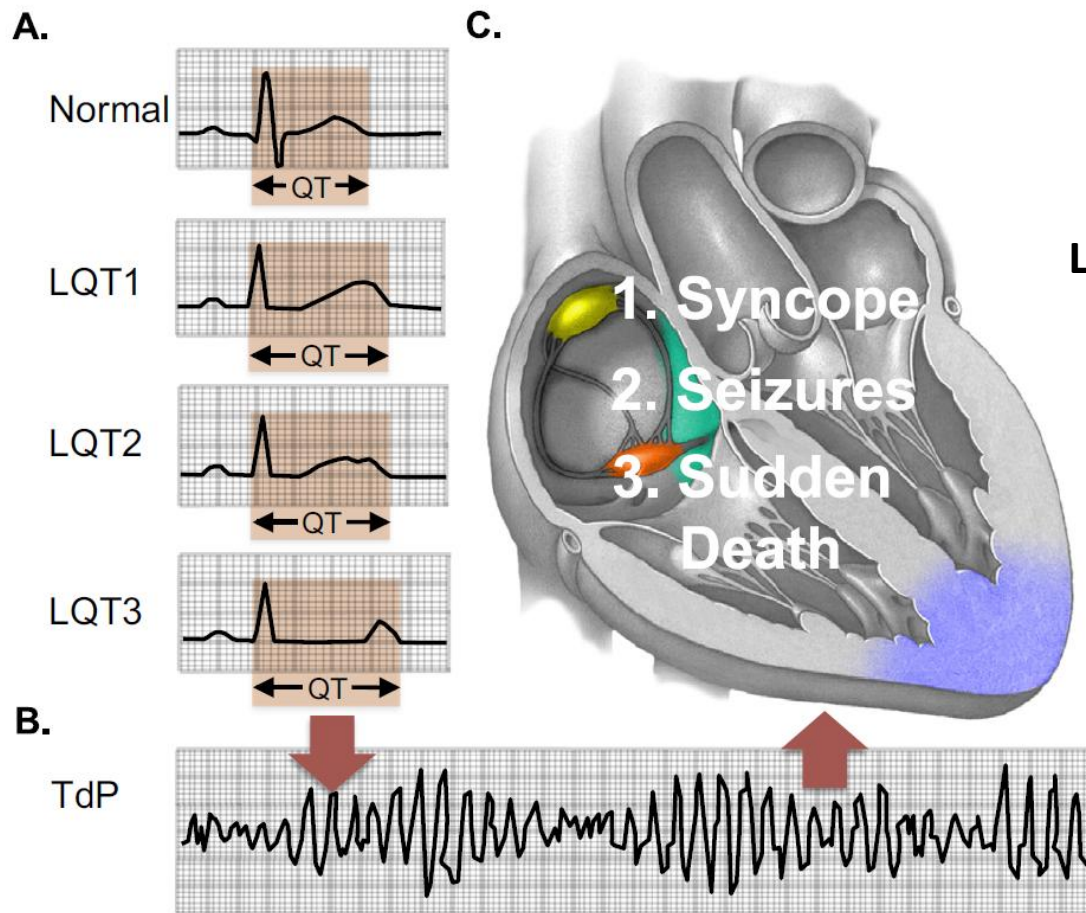 A.
Normal
QT
LQT1
QT
LQT2
QT
LQT3
QT
B.
TdP
C.
1. Syncope
2. Seizures
3. Sudden
Death
L